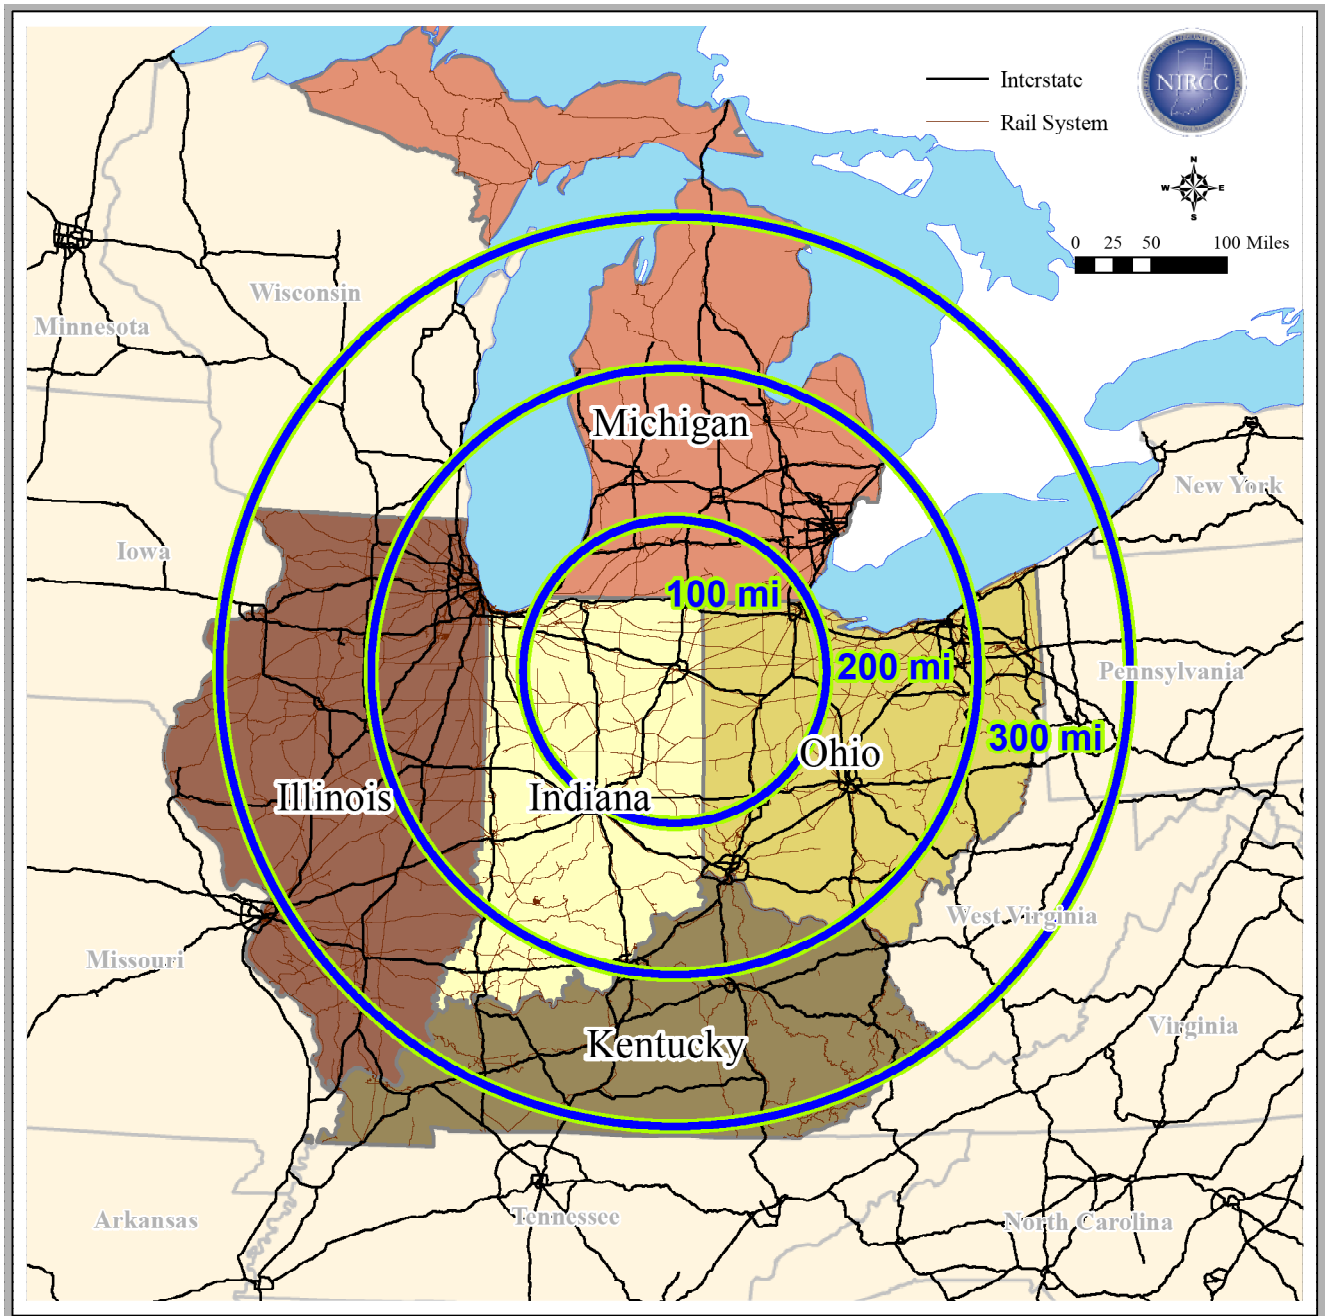 Interstate
Rail System
NIRCC
N
W E
S
0 25 50 100 Miles
Wisconsin
Minnesota
Michigan
New York
Iowa
100 mi
200 mi
Pennsylvania
300 mi
Ohio
Illinois
Indiana
West Virginia
Missouri
Virginia
Kentucky
Arkansas
Tennessee
North Carolina